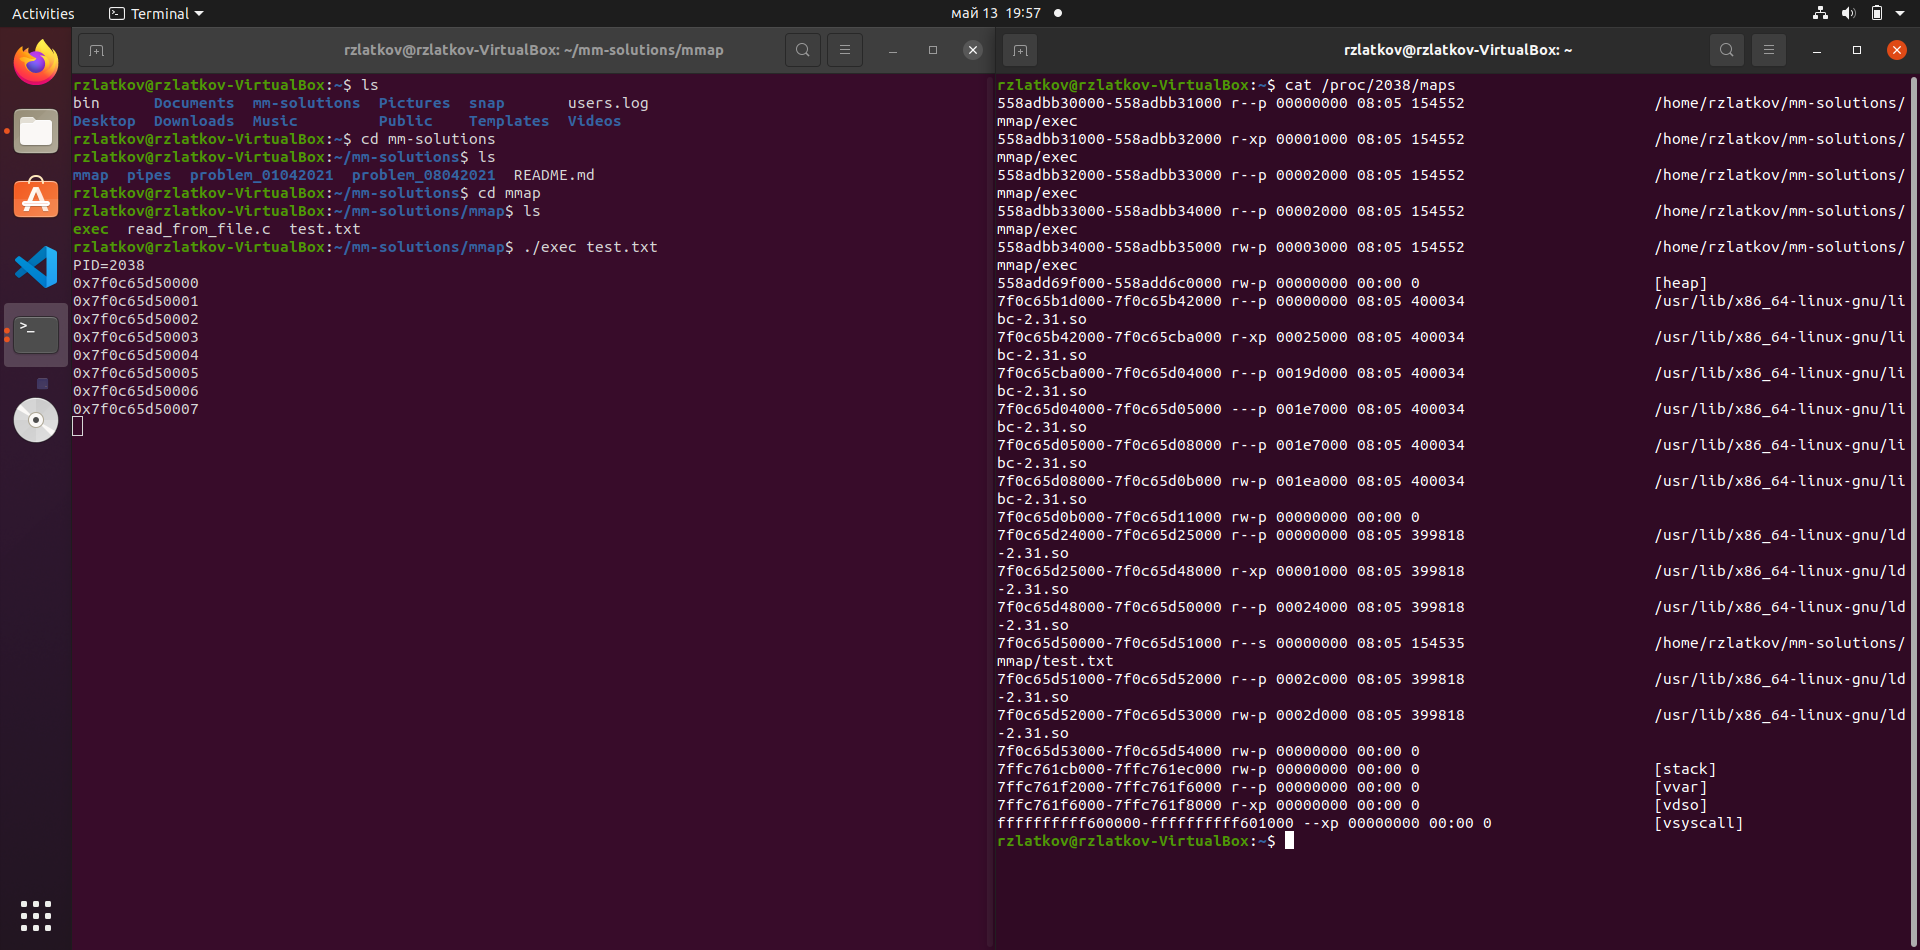 Activities Terminal май 13 19:57
rzlatkov@rzlatkov-VirtualBox: ~/mm-solutions/mmap
rzlatkov@rzlatkov-VirtualBox:~$ ls
bin Documents mm-solutions Pictures snap users.log
Desktop Downloads Music Public Templates Videos
rzlatkov@rzlatkov-VirtualBox:~$ cd mm-solutions
rzlatkov@rzlatkov-VirtualBox:~/mm-solutions$ ls
mmap pipes problem_01042021 problem_08042021 README.md
rzlatkov@rzlatkov-VirtualBox:~/mm-solutions$ cd mmap
rzlatkov@rzlatkov-VirtualBox:~/mm-solutions/mmap$ ls
exec read_from_file.c test.txt
rzlatkov@rzlatkov-VirtualBox:~/mm-solutions/mmap$ ./exec test.txt
PID=2038
0x7f0c65d50000
0x7f0c65d50001
0x7f0c65d50002
0x7f0c65d50003
0x7f0c65d50004
0x7f0c65d50005
0x7f0c65d50006
0x7f0c65d50007
rzlatkov@rzlatkov-VirtualBox: ~
rzlatkov@rzlatkov-VirtualBox:~$ cat /proc/2038/maps
558adbb30000-558adbb31000 r--p 00000000 08:05 154552 /home/rzlatkov/mm-solutions/
mmap/exec
558adbb31000-558adbb32000 r-xp 00001000 08:05 154552 /home/rzlatkov/mm-solutions/
mmap/exec
558adbb32000-558adbb33000 r--p 00002000 08:05 154552 /home/rzlatkov/mm-solutions/
mmap/exec
558adbb33000-558adbb34000 r--p 00002000 08:05 154552 /home/rzlatkov/mm-solutions/
mmap/exec
558adbb34000-558adbb35000 rw-p 00003000 08:05 154552 /home/rzlatkov/mm-solutions/
mmap/exec
558add69f000-558add6c0000 rw-p 00000000 00:00 0 [heap]
7f0c65b1d000-7f0c65b42000 r--p 00000000 08:05 400034 /usr/lib/x86_64-linux-gnu/li
bc-2.31.so
7f0c65b42000-7f0c65cba000 r-xp 00025000 08:05 400034 /usr/lib/x86_64-linux-gnu/li
bc-2.31.so
7f0c65cba000-7f0c65d04000 r--p 0019d000 08:05 400034 /usr/lib/x86_64-linux-gnu/li
bc-2.31.so
7f0c65d04000-7f0c65d05000 ---p 001e7000 08:05 400034 /usr/lib/x86_64-linux-gnu/li
bc-2.31.so
7f0c65d05000-7f0c65d08000 r--p 001e7000 08:05 400034 /usr/lib/x86_64-linux-gnu/li
bc-2.31.so
7f0c65d08000-7f0c65d0b000 rw-p 001ea000 08:05 400034 /usr/lib/x86_64-linux-gnu/li
bc-2.31.so
7f0c65d0b000-7f0c65d11000 rw-p 00000000 00:00 0
7f0c65d24000-7f0c65d25000 r--p 00000000 08:05 399818 /usr/lib/x86_64-linux-gnu/ld
-2.31.so
7f0c65d25000-7f0c65d48000 r-xp 00001000 08:05 399818 /usr/lib/x86_64-linux-gnu/ld
-2.31.so
7f0c65d48000-7f0c65d50000 r--p 00024000 08:05 399818 /usr/lib/x86_64-linux-gnu/ld
-2.31.so
7f0c65d50000-7f0c65d51000 r--s 00000000 08:05 154535 /home/rzlatkov/mm-solutions/
mmap/test.txt
7f0c65d51000-7f0c65d52000 r--p 0002c000 08:05 399818 /usr/lib/x86_64-linux-gnu/ld
-2.31.so
7f0c65d52000-7f0c65d53000 rw-p 0002d000 08:05 399818 /usr/lib/x86_64-linux-gnu/ld
-2.31.so
7f0c65d53000-7f0c65d54000 rw-p 00000000 00:00 0
7ffc761cb000-7ffc761ec000 rw-p 00000000 00:00 0 [stack]
7ffc761f2000-7ffc761f6000 r--p 00000000 00:00 0 [vvar]
7ffc761f6000-7ffc761f8000 r-xp 00000000 00:00 0 [vdso]
ffffffffff600000-ffffffffff601000 --xp 00000000 00:00 0 [vsyscall]
rzlatkov@rzlatkov-VirtualBox:~$